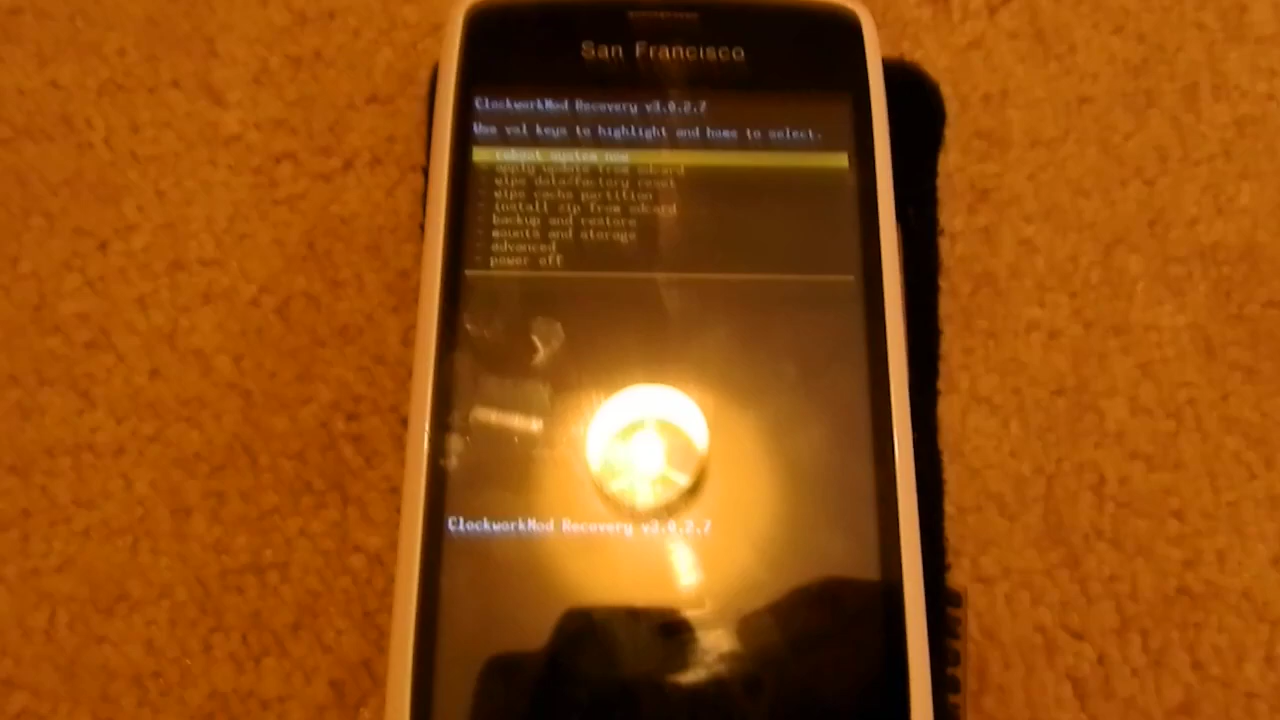 San Francisco
ClockworkMod Recovery v3.0.2.7
Use vol keys to highlight and home to select.
- reboot system now
- apply update from sdcard
- wipe data/factory reset
- wipe cache partition
- install zip from sdcard
- backup and restore
- mounts and storage
- advanced
- power off
ClockworkMod Recovery v3.0.2.7